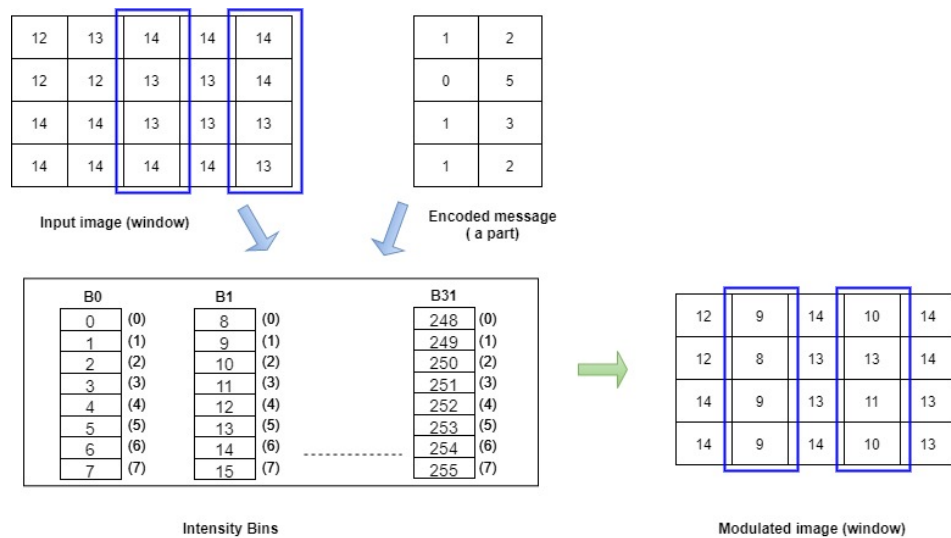 12 13 14 14 14
12 12 13 13 14
14 14 13 13 13
14 14 14 14 13
Input image (window)
1 2
0 5
1 3
1 2
Encoded message
( a part)
B0 B1 B31
0 (0) 8 (0) 248 (0)
1 (1) 9 (1) 249 (1)
2 (2) 10 (2) 250 (2)
3 (3) 11 (3) 251 (3)
4 (4) 12 (4) 252 (4)
5 (5) 13 (5) 253 (5)
6 (6) 14 (6) 254 (6)
7 (7) 15 (7) 255 (7)
Intensity Bins
12 9 14 10 14
12 8 13 13 14
14 9 13 11 13
14 9 14 10 13
Modulated image (window)